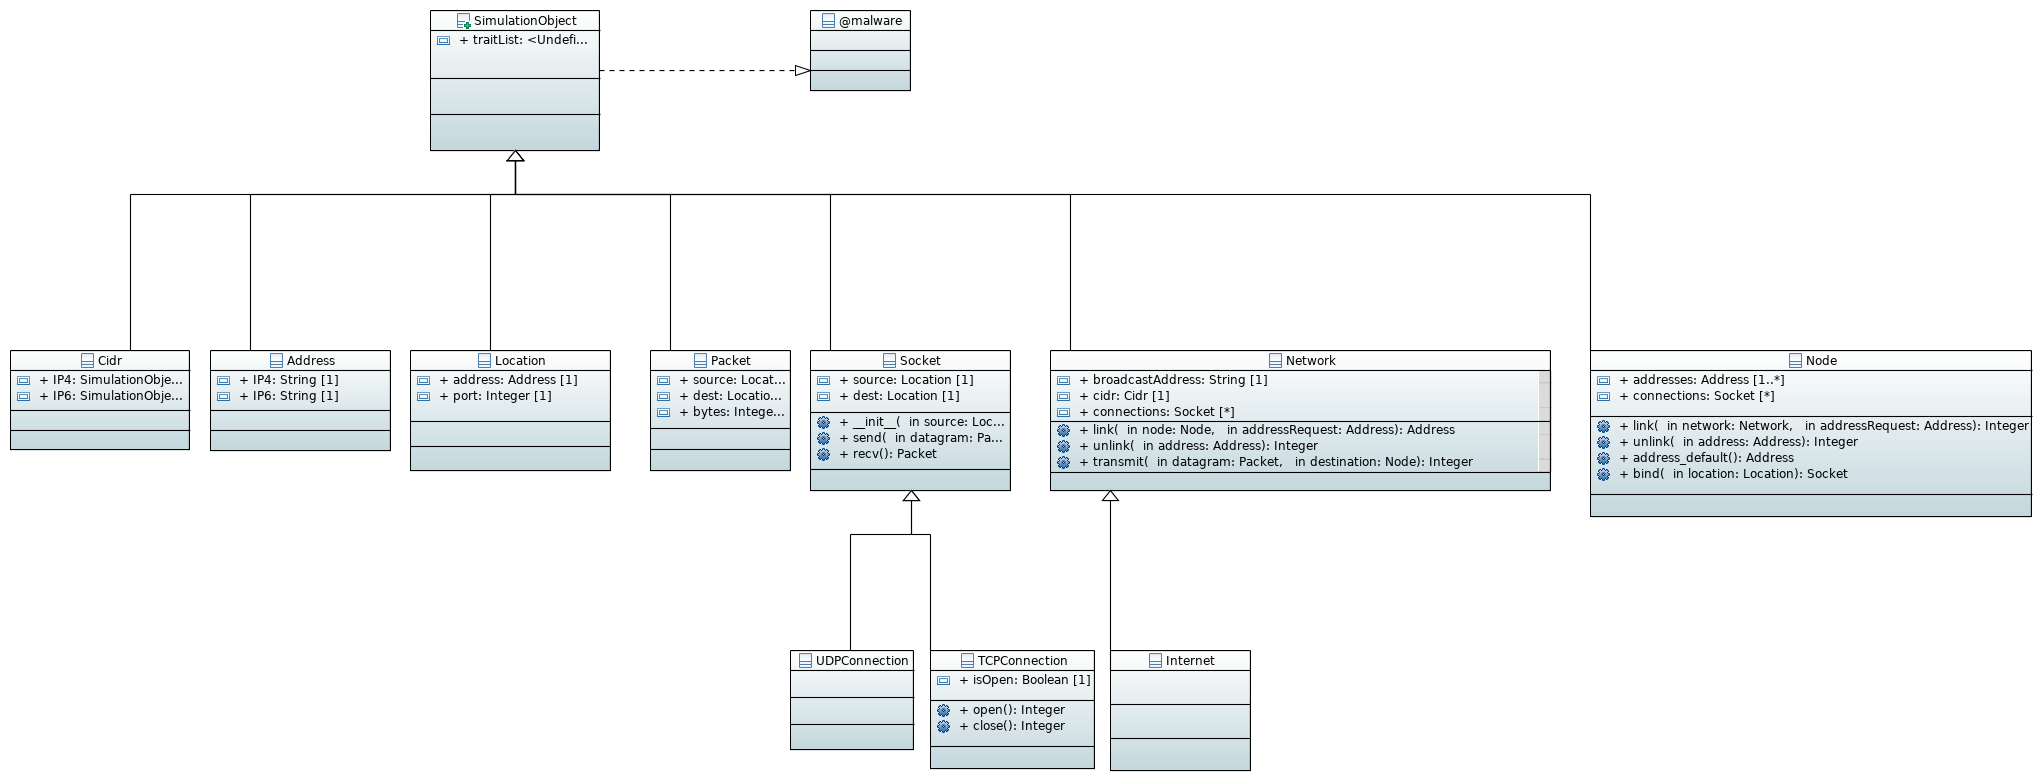 SimulationObject
+ traitList: <Undefi...
@malware
Cidr
+ IP4: SimulationObje...
+ IP6: SimulationObje...
Address
+ IP4: String [1]
+ IP6: String [1]
Location
+ address: Address [1]
+ port: Integer [1]
Packet
+ source: Locat...
+ dest: Locatio...
+ bytes: Intege...
Socket
+ source: Location [1]
+ dest: Location [1]
+ __init__( in source: Loc...
+ send( in datagram: Pa...
+ recv(): Packet
Network
+ broadcastAddress: String [1]
+ cidr: Cidr [1]
+ connections: Socket [*]
+ link( in node: Node, in addressRequest: Address): Address
+ unlink( in address: Address): Integer
+ transmit( in datagram: Packet, in destination: Node): Integer
Node
+ addresses: Address [1..*]
+ connections: Socket [*]
+ link( in network: Network, in addressRequest: Address): Integer
+ unlink( in address: Address): Integer
+ address_default(): Address
+ bind( in location: Location): Socket
UDPConnection
TCPConnection
+ isOpen: Boolean [1]
+ open(): Integer
+ close(): Integer
Internet